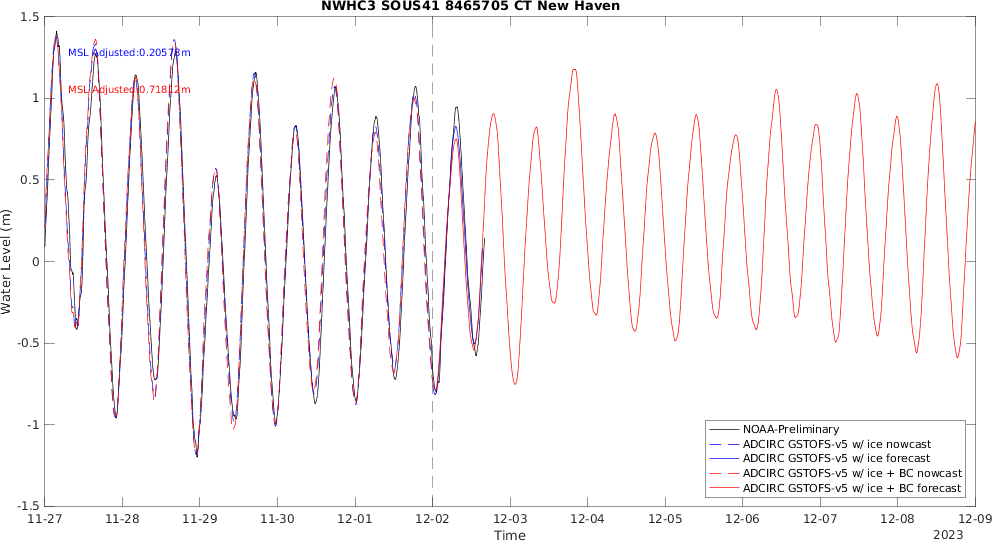 NWHC3 SOUS41 8465705 CT New Haven
1.5
MSL Adjusted:0.20578m
MSL Adjusted:0.71812m
1
0.5
0
-0.5
-1
-1.5
Water Level (m)
NOAA-Preliminary
ADCIRC GSTOFS-v5 w/ ice nowcast
ADCIRC GSTOFS-v5 w/ ice forecast
ADCIRC GSTOFS-v5 w/ ice + BC nowcast
ADCIRC GSTOFS-v5 w/ ice + BC forecast
11-27 11-28 11-29 11-30 12-01 12-02 12-03 12-04 12-05 12-06 12-07 12-08 12-09
Time
2023